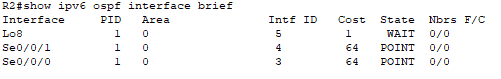 R2#show ipv6 ospf interface brief
Interface PID Area Intf ID Cost State Nbrs F/C
Lo8 1 0 5 1 WAIT 0/0
Se0/0/1 1 0 4 64 POINT 0/0
Se0/0/0 1 0 3 64 POINT 0/0